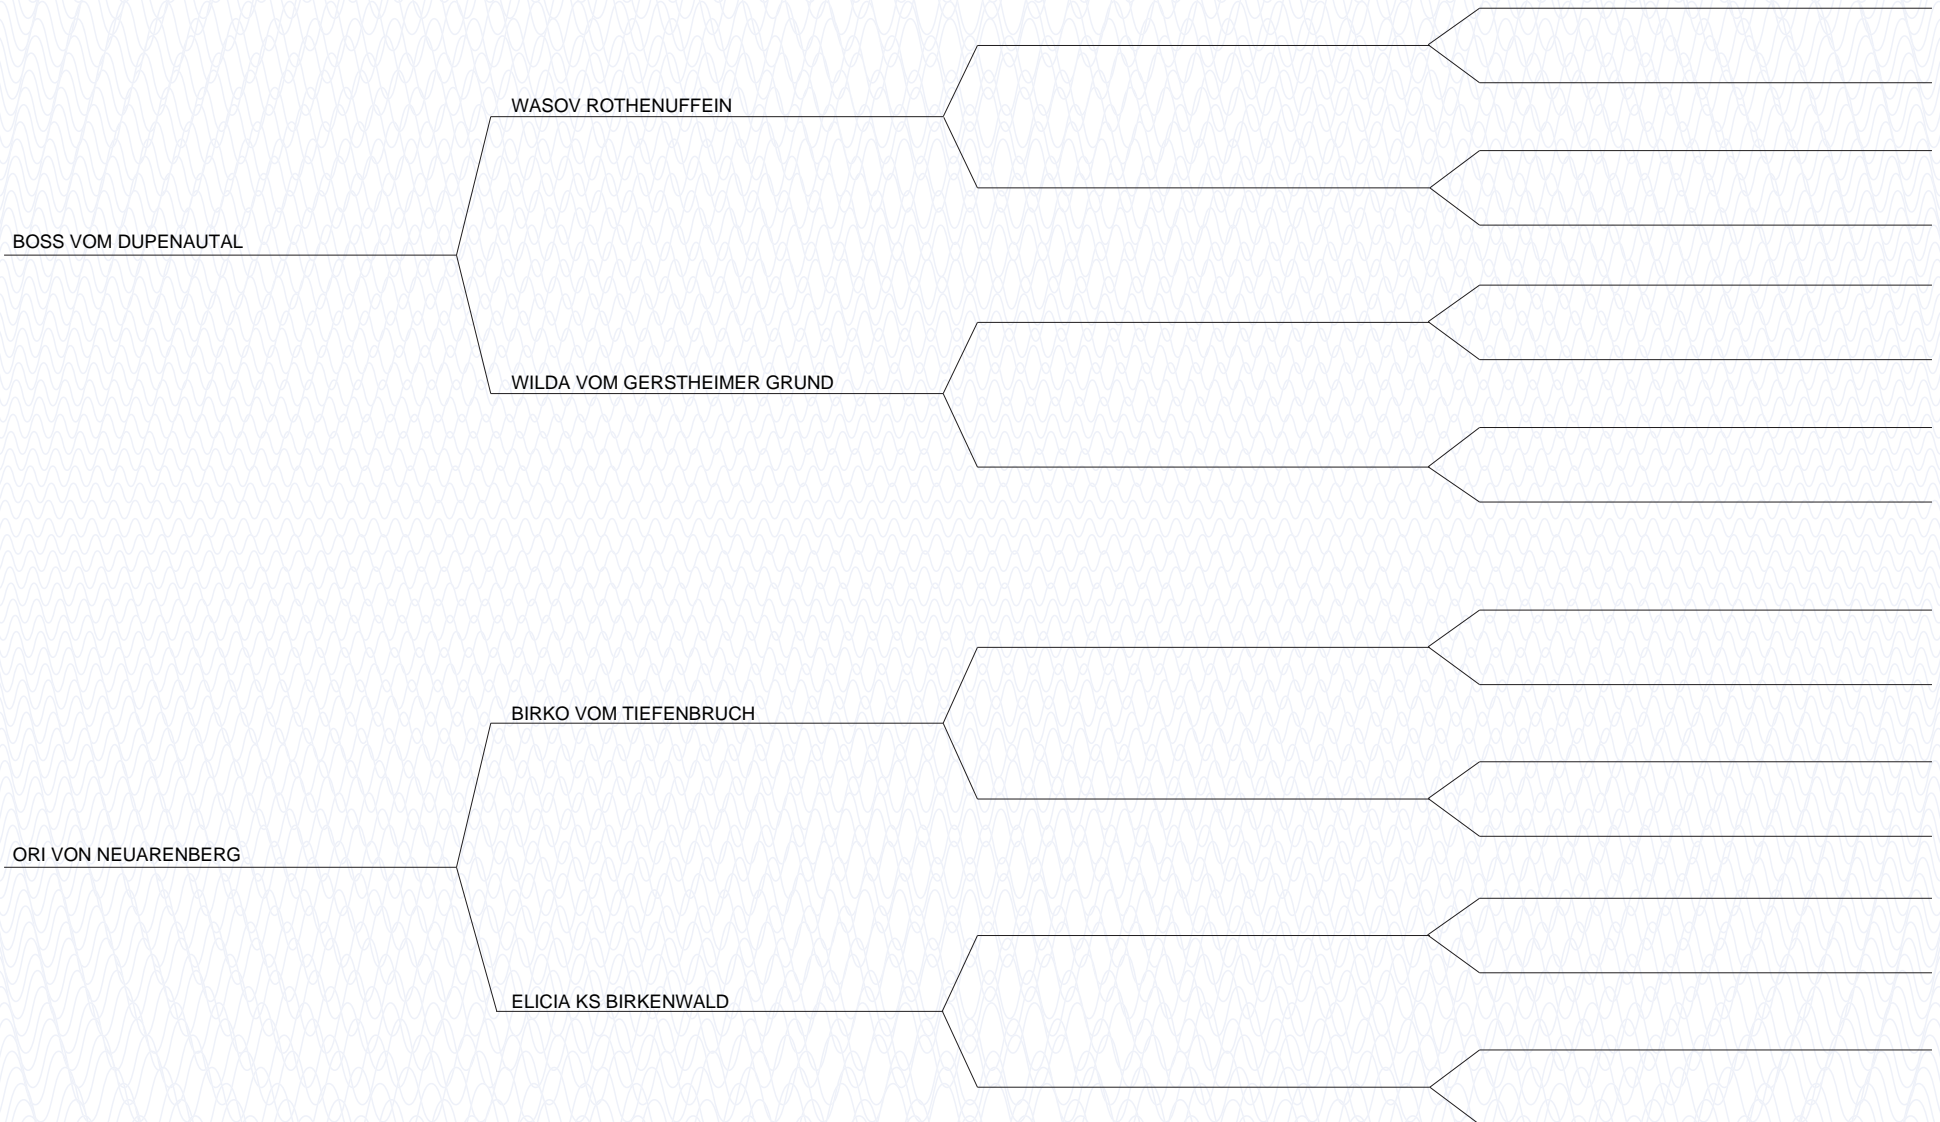 WASOV ROTHENUFFEIN
BOSS VOM DUPENAUTAL
WILDA VOM GERSTHEIMER GRUND
BIRKO VOM TIEFENBRUCH
ORI VON NEUARENBERG
ELICIA KS BIRKENWALD